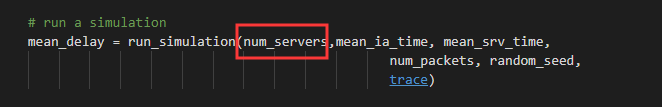 # run a simulation
mean_delay = run_simulation(num_servers,mean_ia_time, mean_srv_time,
num_packets, random_seed,
trace)